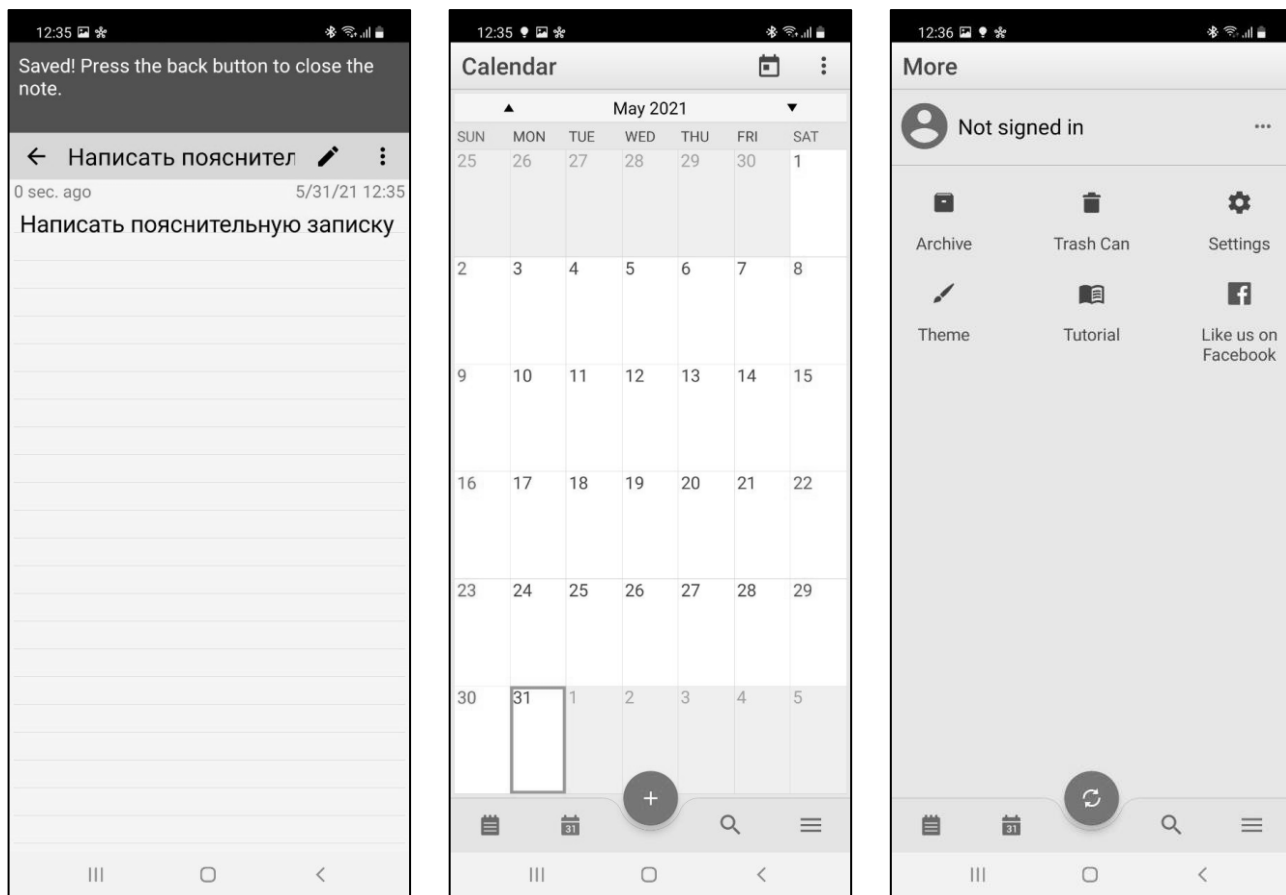 12:35
Saved! Press the back button to close the
note.
Написать пояснител
0 sec. ago 5/31/21 12:35
Написать пояснительную записку
12:35
Calendar
May 2021
SUN MON TUE WED THU FRI SAT
25 26 27 28 29 30 1
2 3 4 5 6 7 8
9 10 11 12 13 14 15
16 17 18 19 20 21 22
23 24 25 26 27 28 29
30 31 1 2 3 4 5
31
12:36
More
Not signed in
Archive Trash Can Settings
Theme Tutorial Like us on
Facebook
31